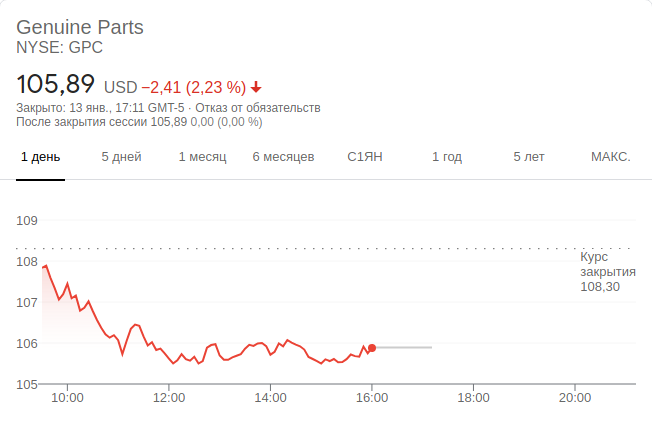 Genuine Parts
NYSE: GPC
105,89 USD −2,41 (2,23 %)
Закрыто: 13 янв., 17:11 GMT-5 · Отказ от обязательств
После закрытия сессии 105,89 0,00 (0,00 %)
1 день 5 дней 1 месяц 6 месяцев С1ЯН 1 год 5 лет МАКС.
109
Курс
108
закрытия
108,30
107
106
105
10:00 12:00 14:00 16:00 18:00 20:00